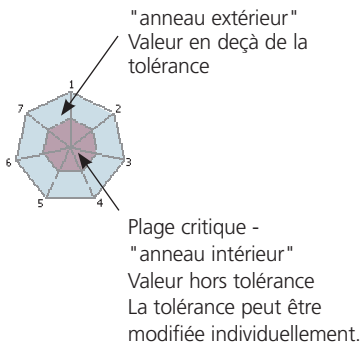 "anneau extérieur"
Valeur en deçà de la
tolérance
1
7
2
6
3
5
4
Plage critique -
"anneau intérieur"
Valeur hors tolérance
La tolérance peut être
modifiée individuellement.